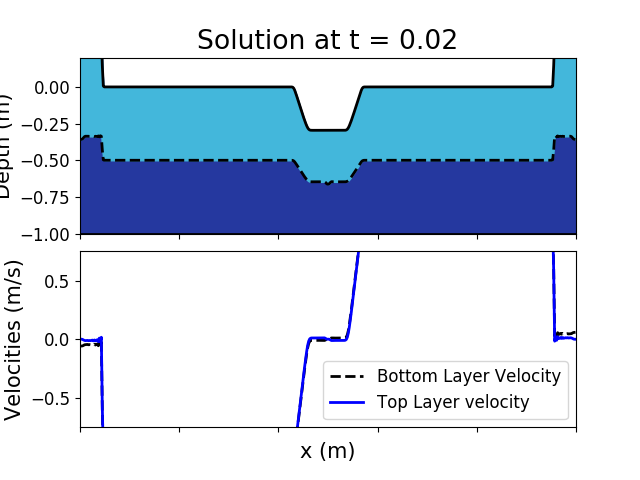 Solution at t = 0.02
Depth (m)
0.00
−0.25
−0.50
−0.75
−1.00
Velocities (m/s)
0.5
0.0
−0.5
Bottom Layer Velocity
Top Layer velocity
x (m)